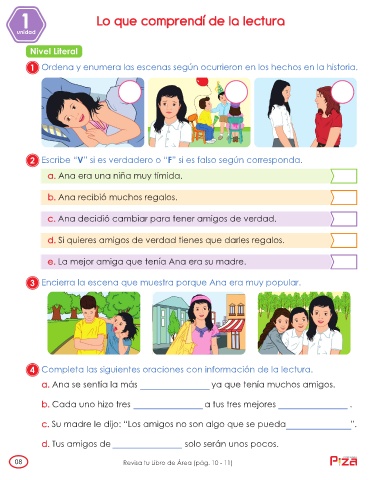 1
unidad
Lo que comprendí de la lectura
Nivel Literal
1 Ordena y enumera las escenas según ocurrieron en los hechos en la historia.
2 Escribe “V” si es verdadero o “F” si es falso según corresponda.
a. Ana era una niña muy tímida.
b. Ana recibió muchos regalos.
c. Ana decidió cambiar para tener amigos de verdad.
d. Si quieres amigos de verdad tienes que darles regalos.
e. La mejor amiga que tenía Ana era su madre.
3 Encierra la escena que muestra porque Ana era muy popular.
4 Completa las siguientes oraciones con información de la lectura.
a. Ana se sentía la más ________________ ya que tenía muchos amigos.
b. Cada uno hizo tres ________________ a tus tres mejores ________________ .
c. Su madre le dijo: “Los amigos no son algo que se pueda________________”.
d. Tus amigos de ________________ solo serán unos pocos.
08
Revisa tu Libro de Área (pág. 10 - 11)
Piza